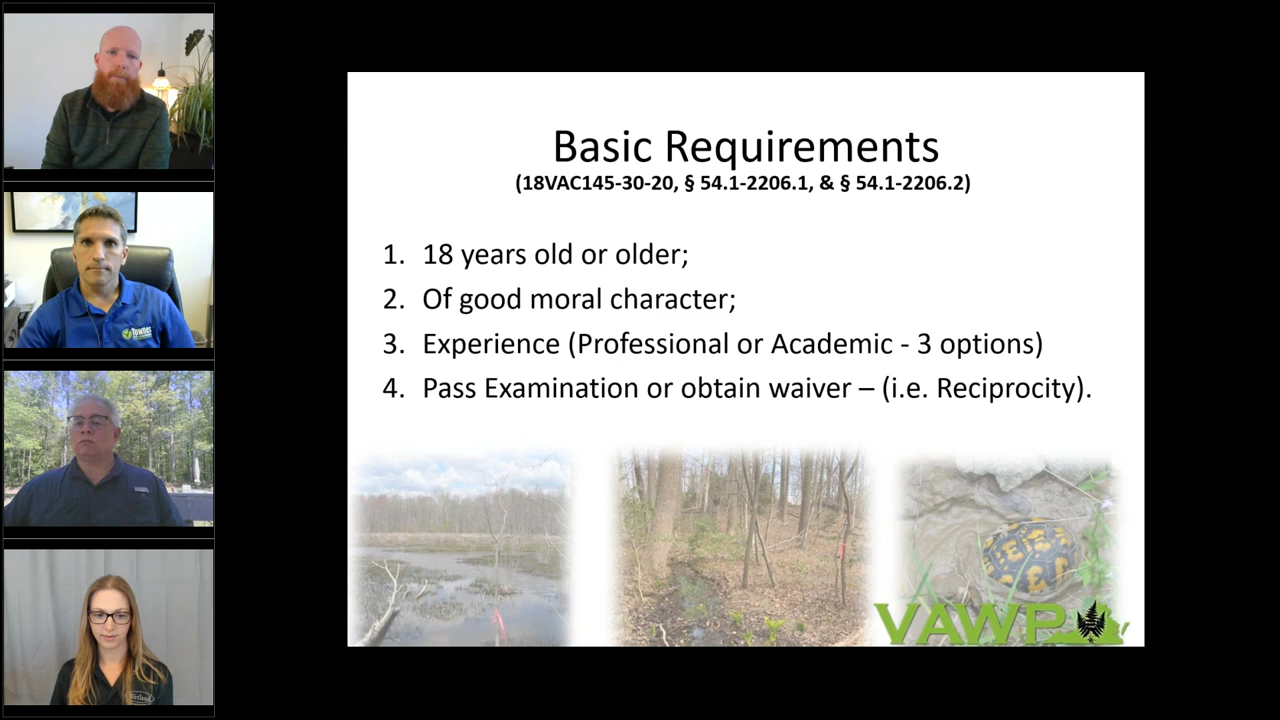 Basic Requirements
(18VAC145-30-20, § 54.1-2206.1, & § 54.1-2206.2)
1. 18 years old or older;
2. Of good moral character;
3. Experience (Professional or Academic - 3 options)
4. Pass Examination or obtain waiver – (i.e. Reciprocity).
VAWP
Townes